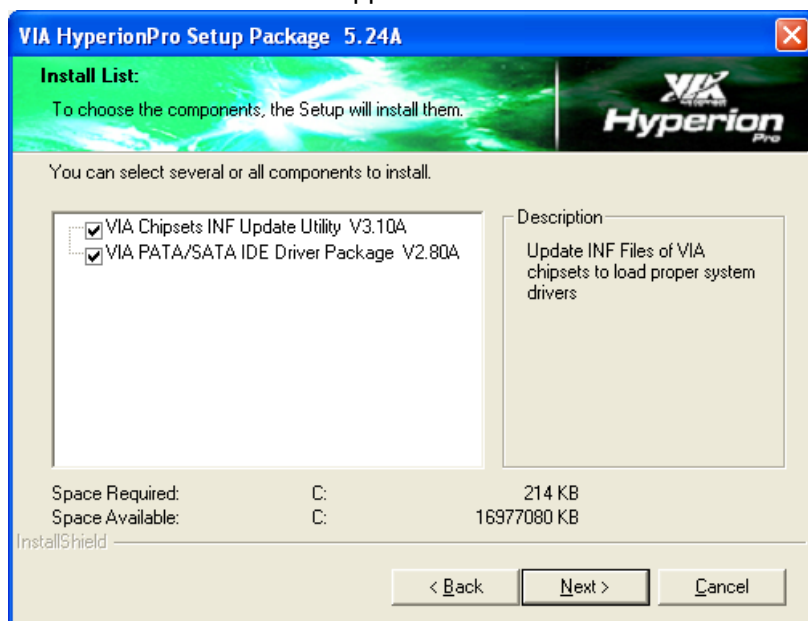 VIA HyperionPro Setup Package 5.24A
Install List:
To choose the components, the Setup will install them.
VIA
Hyperion
Pro
You can select several or all components to install.
VIA Chipsets INF Update Utility V3.10A
VIA PATA/SATA IDE Driver Package V2.80A
Description
Update INF Files of VIA
chipsets to load proper system
drivers
Space Required: C: 214 KB
Space Available: C: 16977080 KB
InstallShield
< Back Next > Cancel